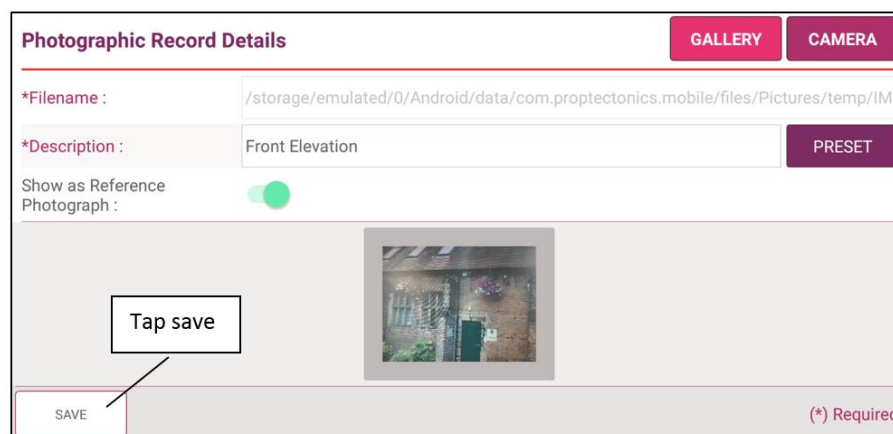 Photographic Record Details
GALLERY
CAMERA
*Filename :
/storage/emulated/0/Android/data/com.proptectonics.mobile/files/Pictures/temp/IM
*Description :
Front Elevation
PRESET
Show as Reference
Photograph :
Tap save
SAVE
(*) Required